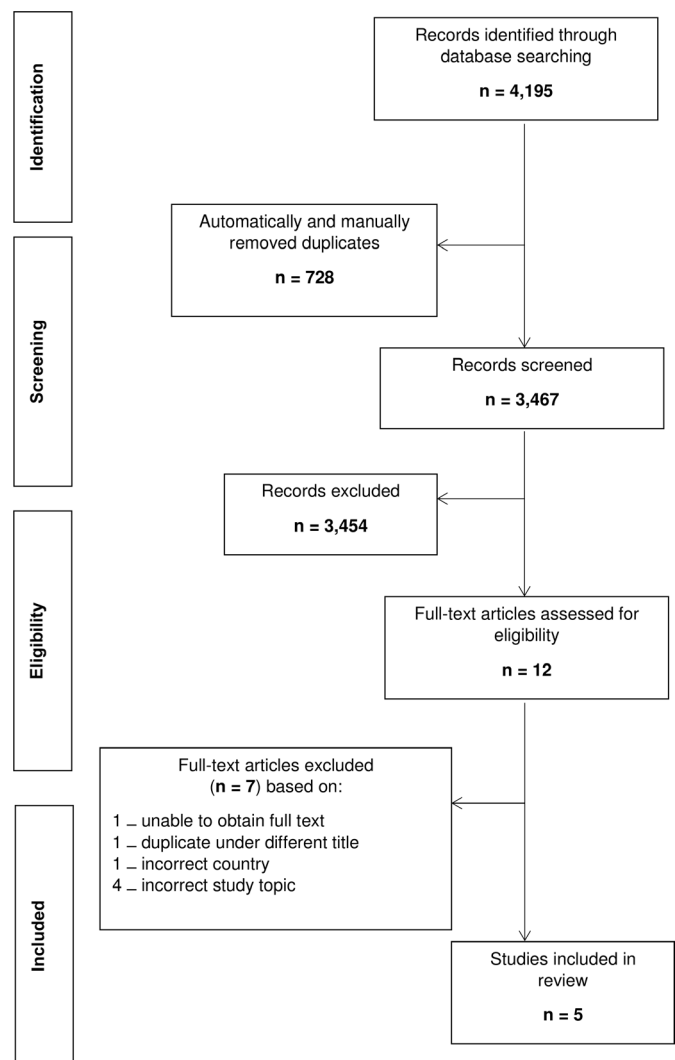 Identification
Records identified through
database searching
n = 4,195
Automatically and manually
removed duplicates
n = 728
Screening
Records screened
n = 3,467
Records excluded
n = 3,454
Eligibility
Full-text articles assessed for
eligibility
n = 12
Full-text articles excluded
(n = 7) based on:
1 – unable to obtain full text
1 – duplicate under different title
1 – incorrect country
4 – incorrect study topic
Included
Studies included in
review
n = 5